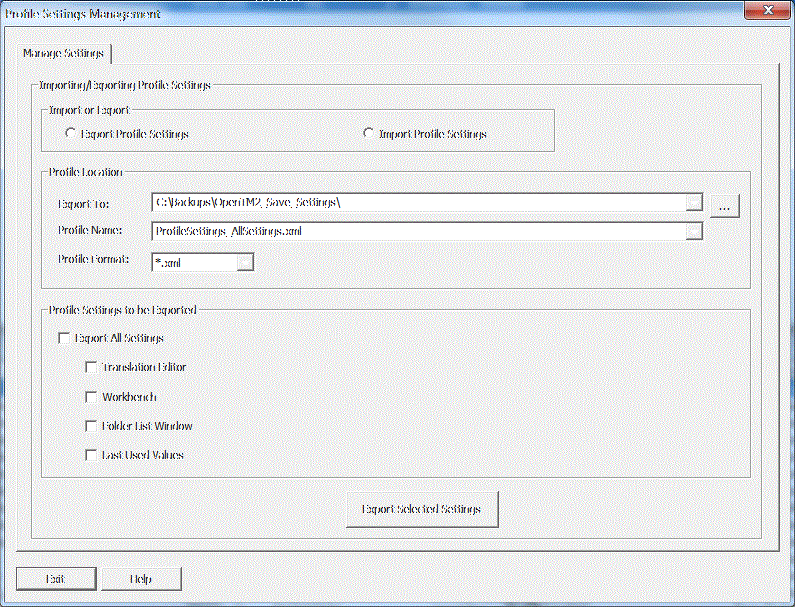 Profile Settings Management
Manage Settings
Importing/Exporting Profile Settings
Import or Export
Export Profile Settings
Import Profile Settings
Profile Location
Export To:
C:\Backups\OpenTM2_Save_Settings\
...
Profile Name:
ProfileSettings_AllSettings.xml
Profile Format:
*.xml
Profile Settings to be Exported
Export All Settings
Translation Editor
Workbench
Folder List Window
Last Used Values
Export Selected Settings
Exit
Help